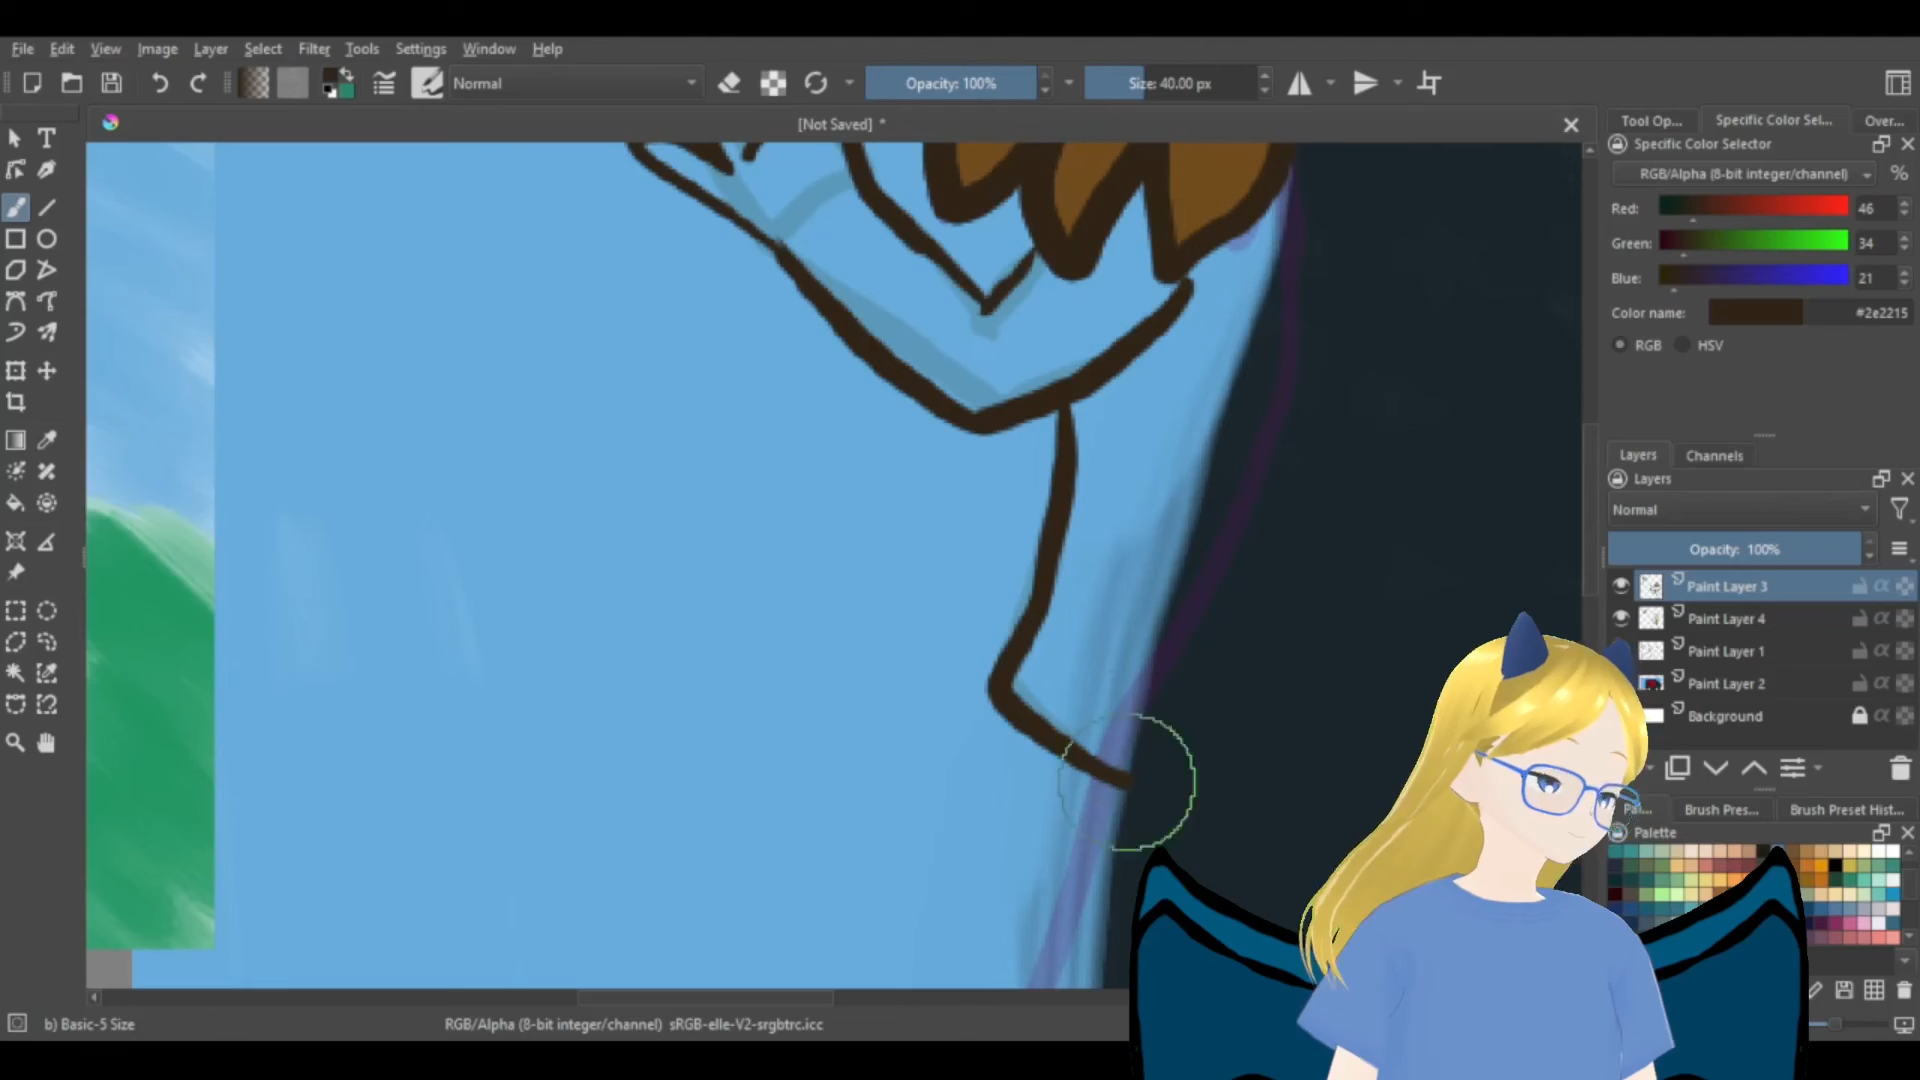 File Edit View Image Layer Select Filter Tools Settings Window Help
Normal
Opacity: 100%
Size: 40.00 px
[Not Saved] *
Tool Op...
Specific Color Sel...
Over...
Specific Color Selector
RGB/Alpha (8-bit integer/channel)
%
Red: 46
Green: 34
Blue: 21
Color name: #2e2215
RGB HSV
Layers Channels
Layers
Normal
Opacity: 100%
Paint Layer 3
Paint Layer 4
Paint Layer 1
Paint Layer 2
Background
Brush Pres...
Brush Preset Hist...
Palette
b) Basic-5 Size
RGB/Alpha (8-bit integer/channel) sRGB-elle-V2-srgbtrc.icc